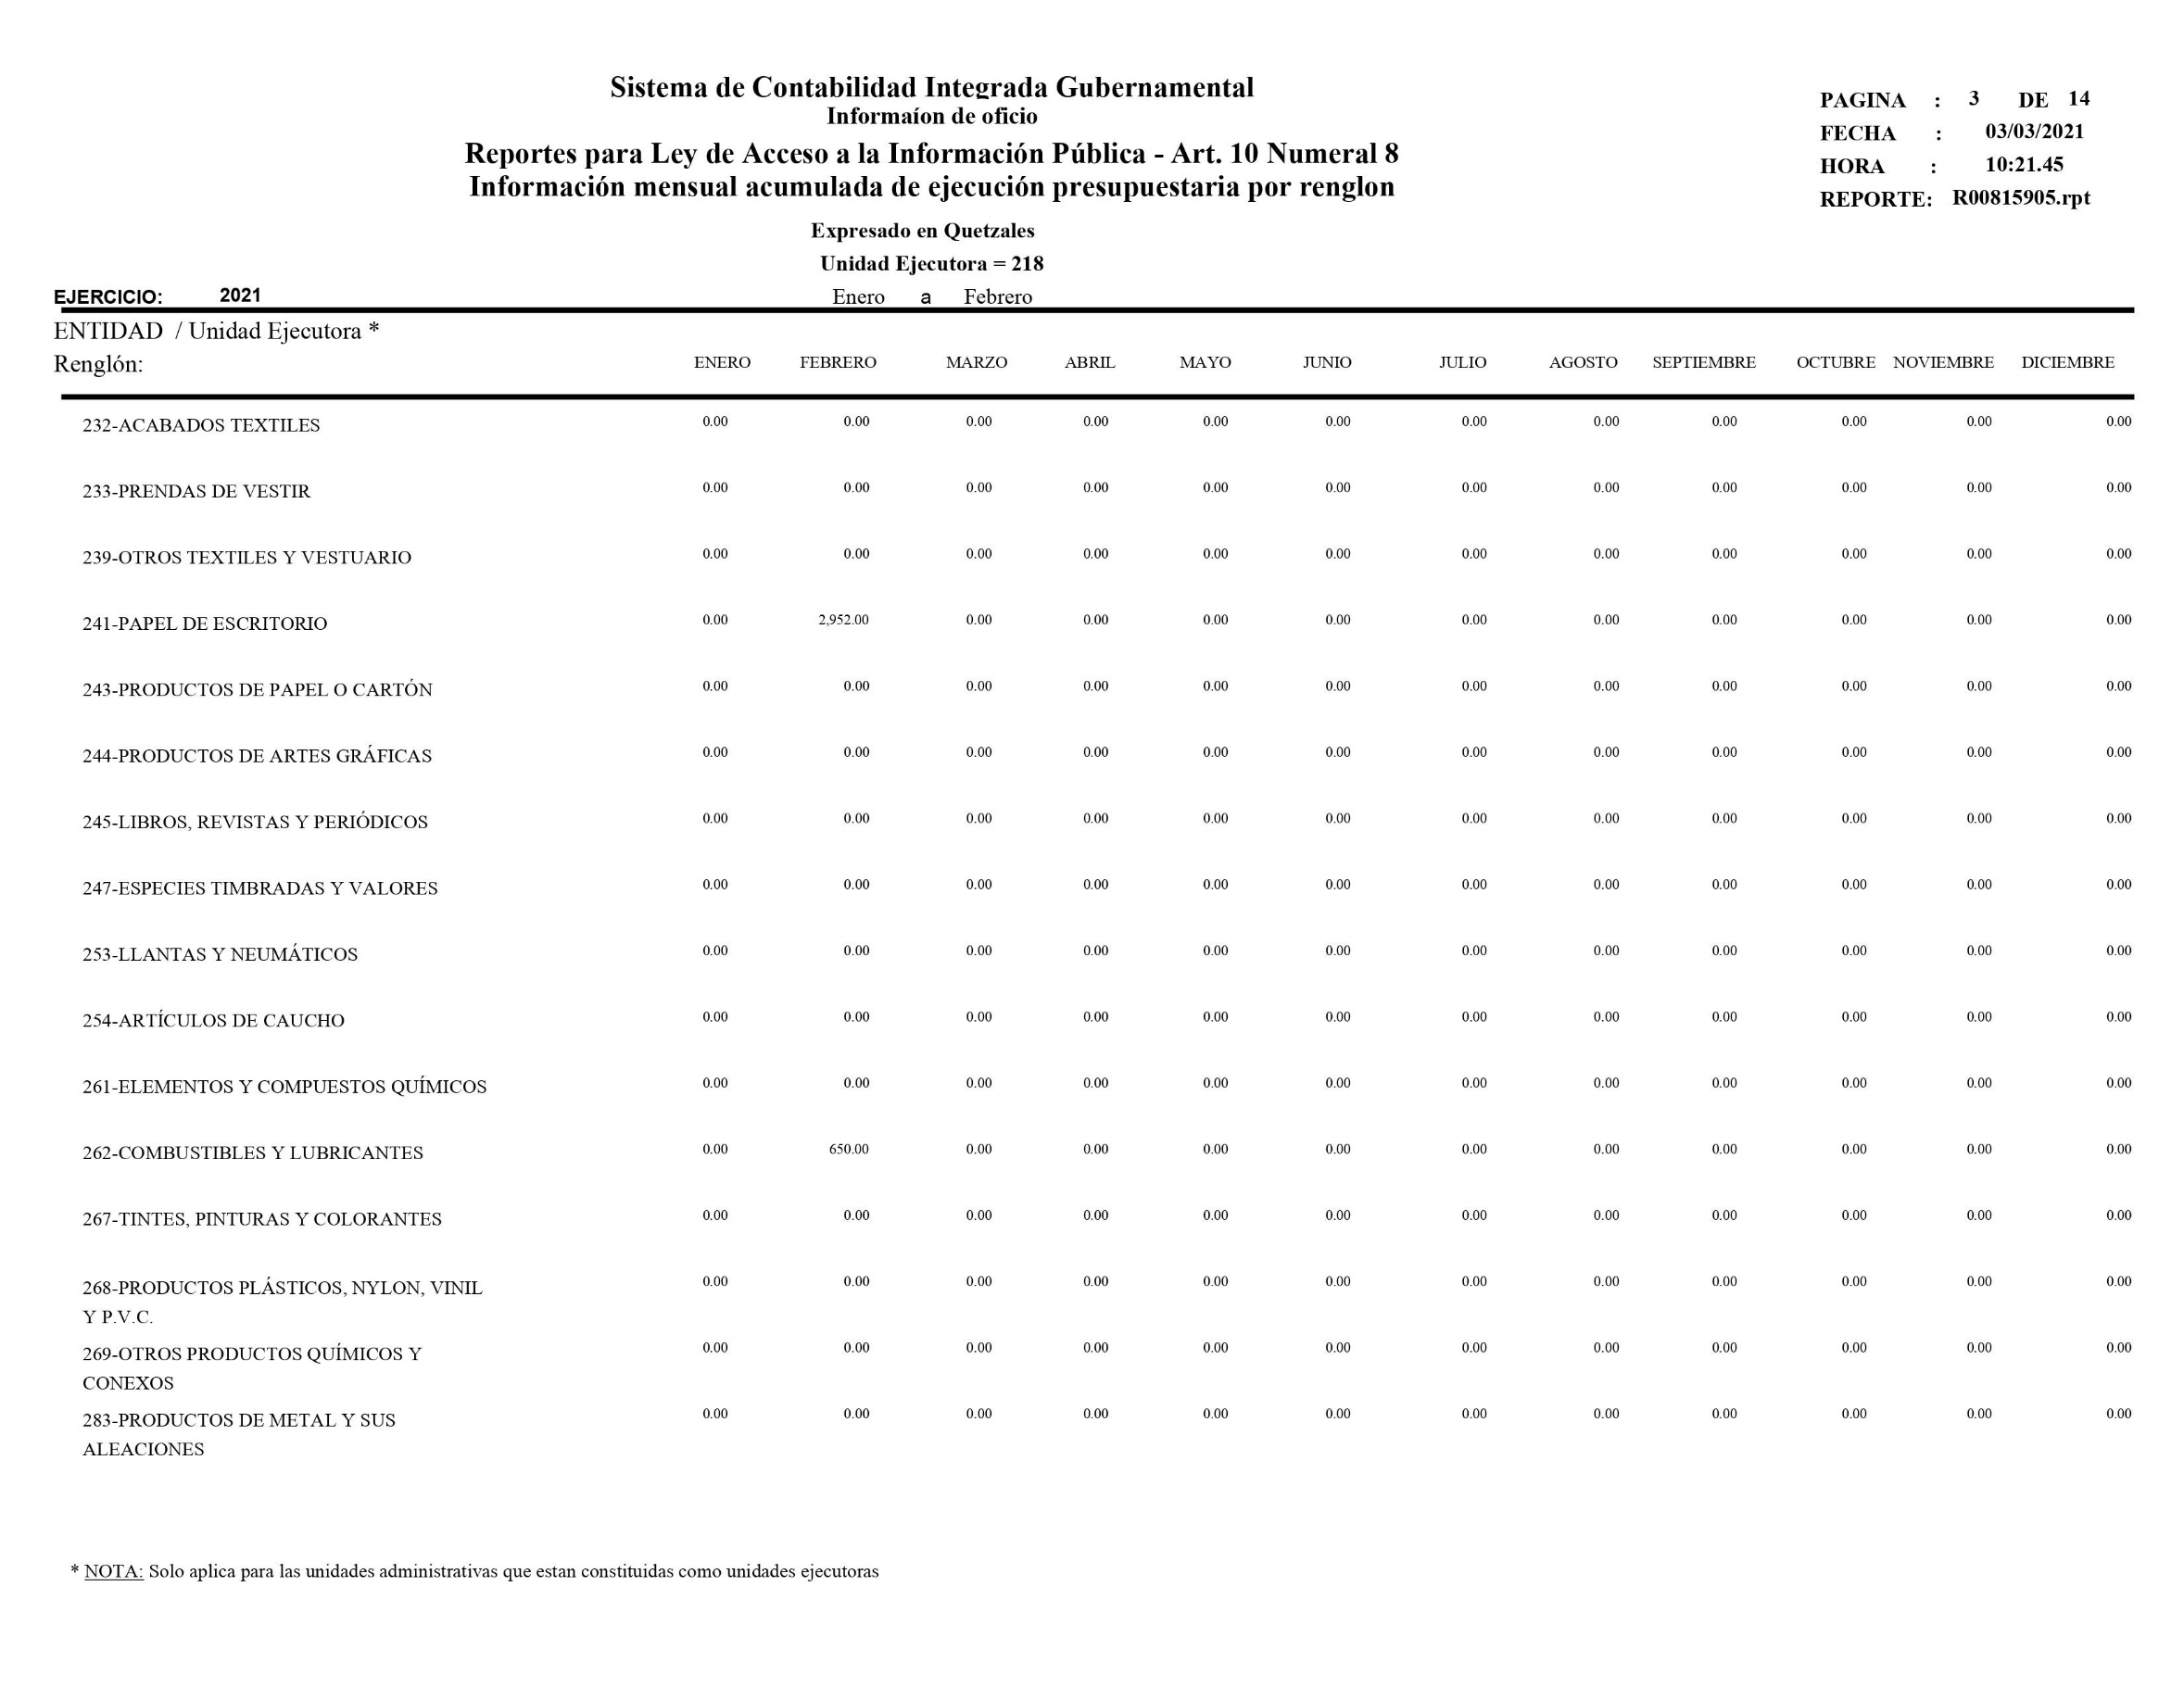 Sistema de Contabilidad Integrada Gubernamental
Informaíon de oficio
Reportes para Ley de Acceso a la Información Pública - Art. 10 Numeral 8
Información mensual acumulada de ejecución presupuestaria por renglon
Expresado en Quetzales
Unidad Ejecutora = 218
PAGINA : 3 DE 14
FECHA : 03/03/2021
HORA : 10:21.45
REPORTE: R00815905.rpt
EJERCICIO: 2021 Enero a Febrero
ENTIDAD / Unidad Ejecutora *
Renglón: ENERO FEBRERO MARZO ABRIL MAYO JUNIO JULIO AGOSTO SEPTIEMBRE OCTUBRE NOVIEMBRE DICIEMBRE
232-ACABADOS TEXTILES 0.00 0.00 0.00 0.00 0.00 0.00 0.00 0.00 0.00 0.00 0.00 0.00
233-PRENDAS DE VESTIR 0.00 0.00 0.00 0.00 0.00 0.00 0.00 0.00 0.00 0.00 0.00 0.00
239-OTROS TEXTILES Y VESTUARIO 0.00 0.00 0.00 0.00 0.00 0.00 0.00 0.00 0.00 0.00 0.00 0.00
241-PAPEL DE ESCRITORIO 0.00 2,952.00 0.00 0.00 0.00 0.00 0.00 0.00 0.00 0.00 0.00 0.00
243-PRODUCTOS DE PAPEL O CARTÓN 0.00 0.00 0.00 0.00 0.00 0.00 0.00 0.00 0.00 0.00 0.00 0.00
244-PRODUCTOS DE ARTES GRÁFICAS 0.00 0.00 0.00 0.00 0.00 0.00 0.00 0.00 0.00 0.00 0.00 0.00
245-LIBROS, REVISTAS Y PERIÓDICOS 0.00 0.00 0.00 0.00 0.00 0.00 0.00 0.00 0.00 0.00 0.00 0.00
247-ESPECIES TIMBRADAS Y VALORES 0.00 0.00 0.00 0.00 0.00 0.00 0.00 0.00 0.00 0.00 0.00 0.00
253-LLANTAS Y NEUMÁTICOS 0.00 0.00 0.00 0.00 0.00 0.00 0.00 0.00 0.00 0.00 0.00 0.00
254-ARTÍCULOS DE CAUCHO 0.00 0.00 0.00 0.00 0.00 0.00 0.00 0.00 0.00 0.00 0.00 0.00
261-ELEMENTOS Y COMPUESTOS QUÍMICOS 0.00 0.00 0.00 0.00 0.00 0.00 0.00 0.00 0.00 0.00 0.00 0.00
262-COMBUSTIBLES Y LUBRICANTES 0.00 650.00 0.00 0.00 0.00 0.00 0.00 0.00 0.00 0.00 0.00 0.00
267-TINTES, PINTURAS Y COLORANTES 0.00 0.00 0.00 0.00 0.00 0.00 0.00 0.00 0.00 0.00 0.00 0.00
268-PRODUCTOS PLÁSTICOS, NYLON, VINIL 0.00 0.00 0.00 0.00 0.00 0.00 0.00 0.00 0.00 0.00 0.00 0.00
Y P.V.C.
269-OTROS PRODUCTOS QUÍMICOS Y 0.00 0.00 0.00 0.00 0.00 0.00 0.00 0.00 0.00 0.00 0.00 0.00
CONEXOS
283-PRODUCTOS DE METAL Y SUS 0.00 0.00 0.00 0.00 0.00 0.00 0.00 0.00 0.00 0.00 0.00 0.00
ALEACIONES
* NOTA: Solo aplica para las unidades administrativas que estan constituidas como unidades ejecutoras